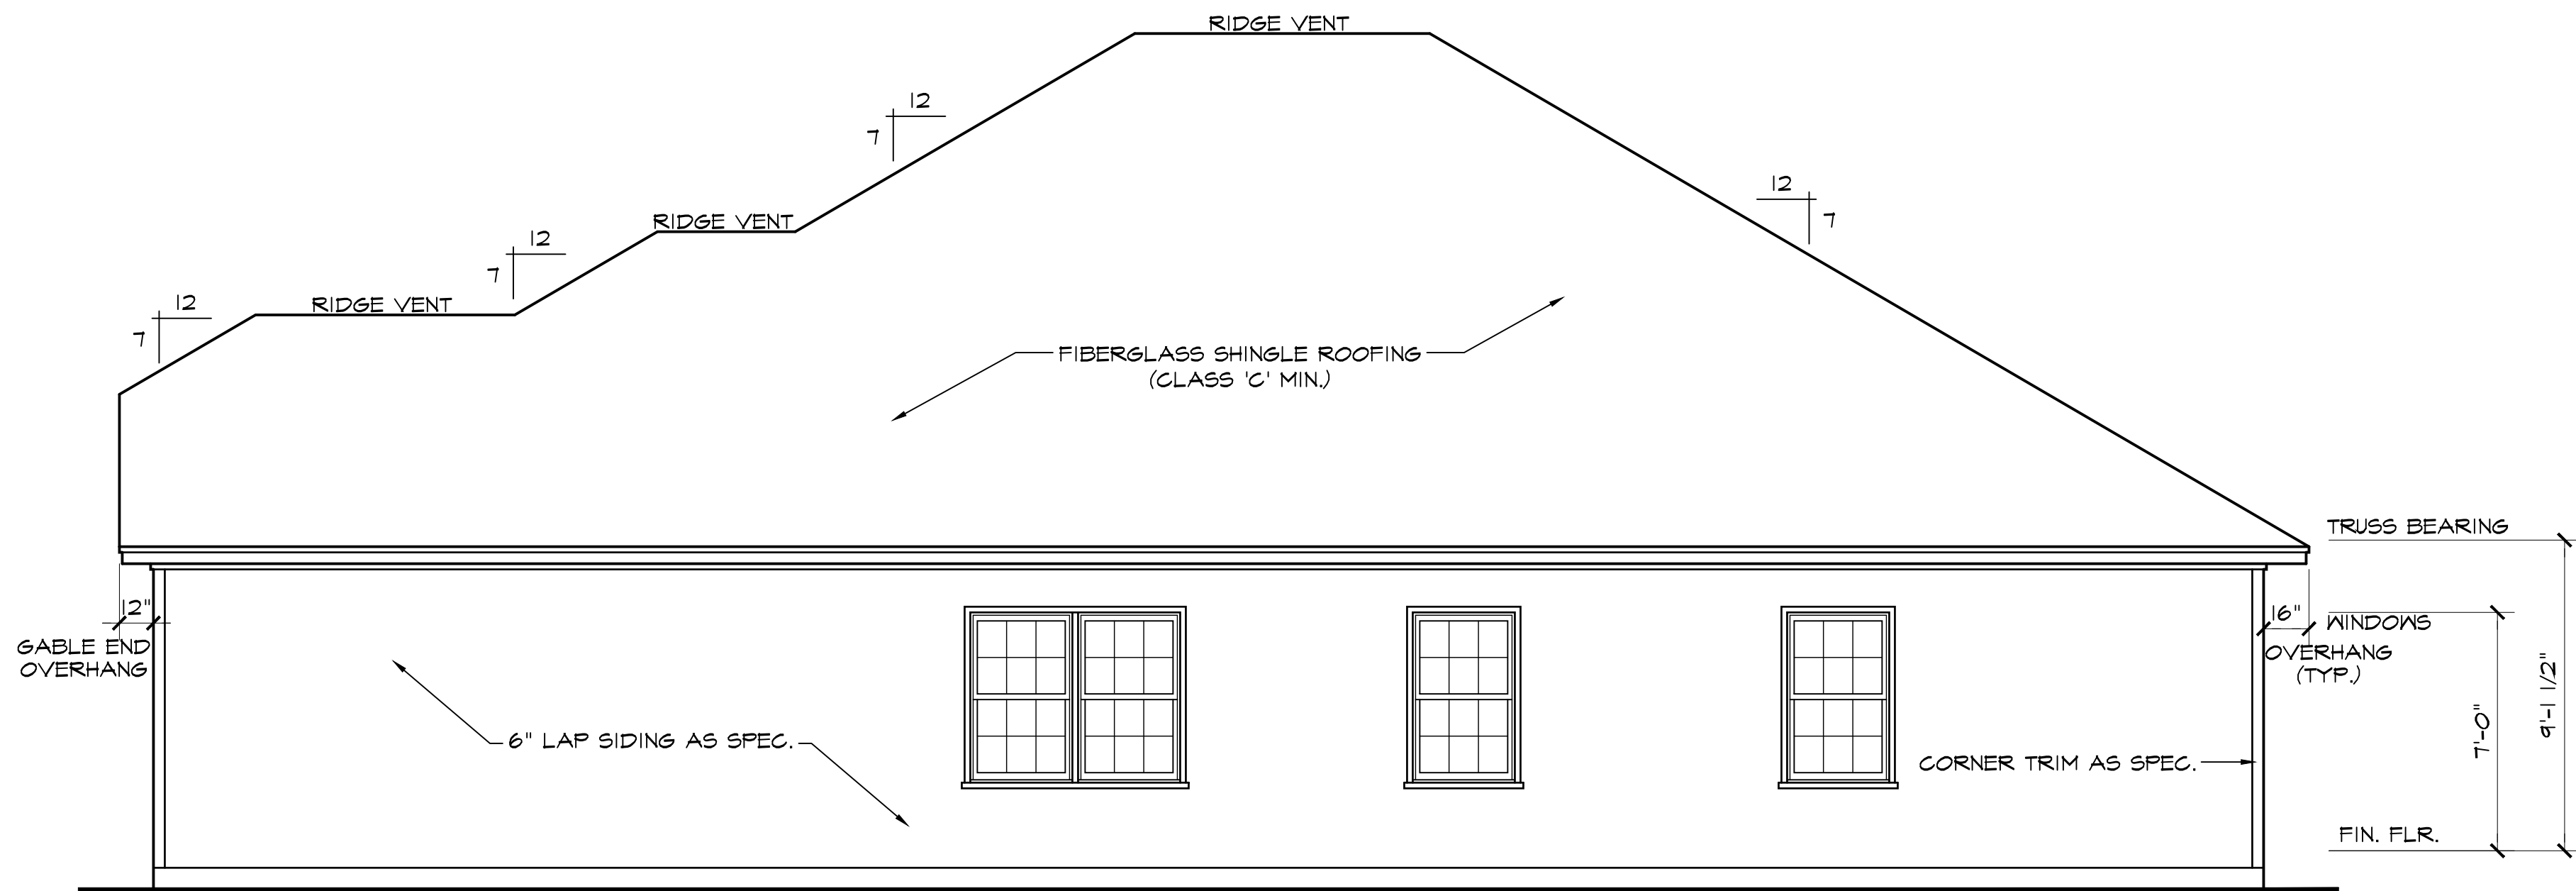 RIDGE VENT
12
7
12
7
RIDGE VENT
12
7
RIDGE VENT
12
7
12
7
FIBERGLASS SHINGLE ROOFING
(CLASS 'C' MIN.)
TRUSS BEARING
12"
GABLE END
OVERHANG
16"
WINDOWS
OVERHANG
(TYP.)
6" LAP SIDING AS SPEC.
CORNER TRIM AS SPEC.
7'-0"
9'-1 1/2"
FIN. FLR.